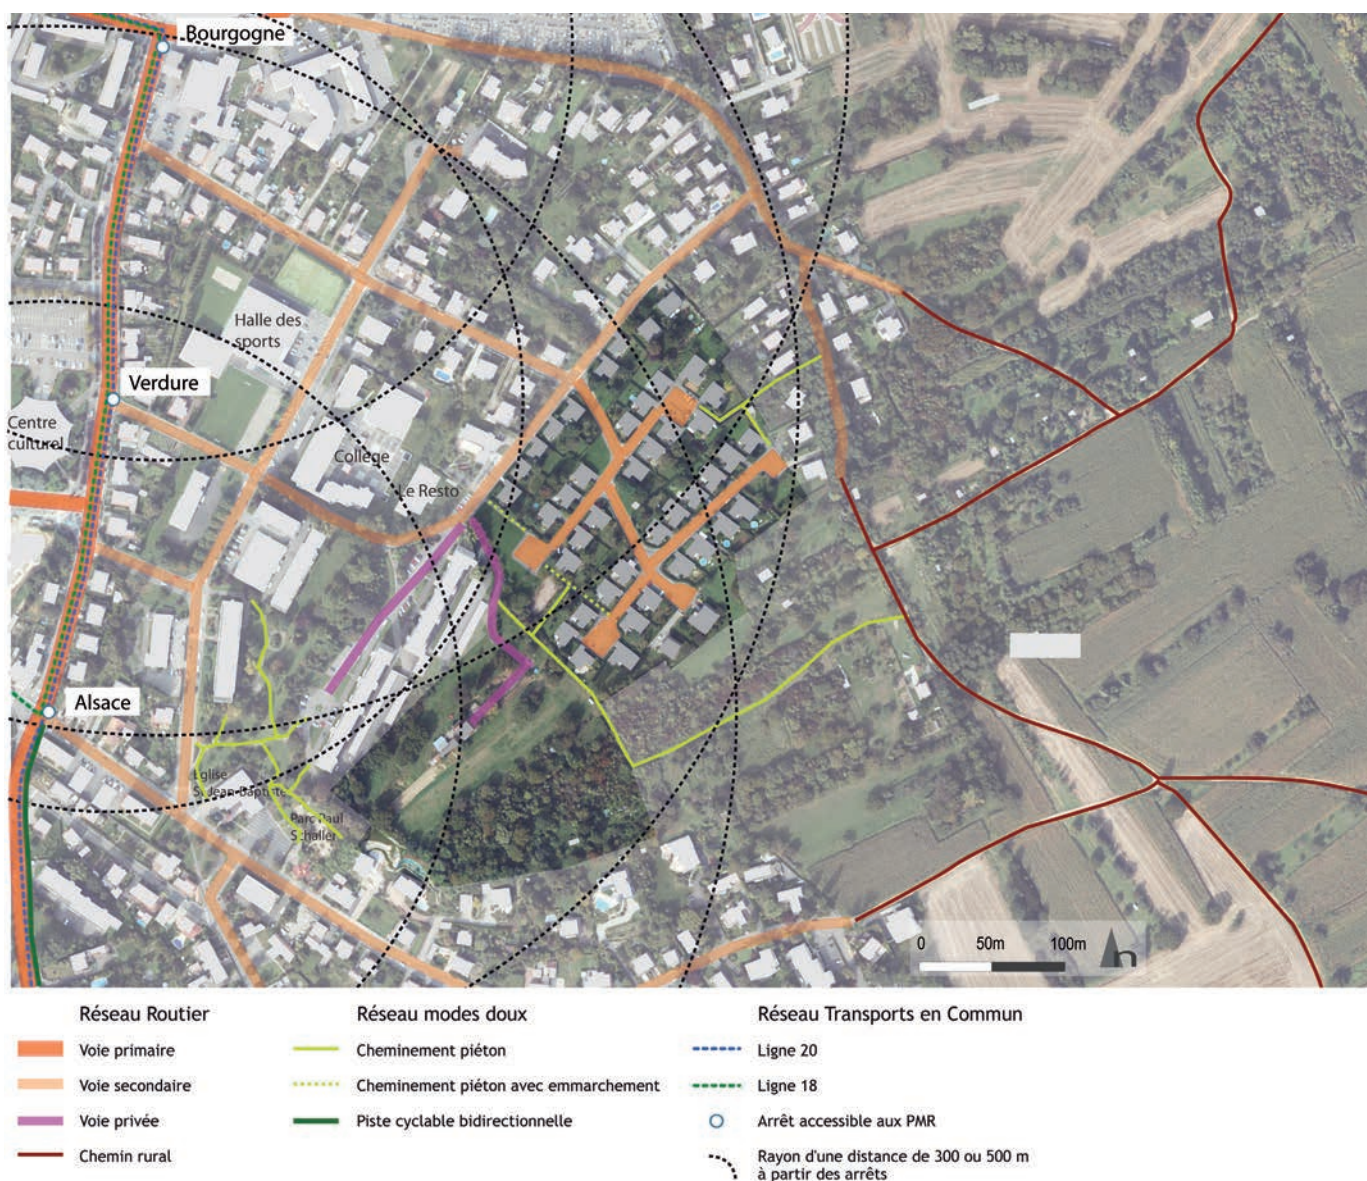 Bourgogne
Halle des
sports
Verdure
Centre
culturel
Collège
Le Resto
Alsace
Eglise
St Jean-Baptiste
Parc Paul
Schaller
0 50m 100m
n
Réseau Routier
Voie primaire
Voie secondaire
Voie privée
Chemin rural
Réseau modes doux
Cheminement piéton
Cheminement piéton avec emmarchement
Piste cyclable bidirectionnelle
Réseau Transports en Commun
Ligne 20
Ligne 18
Arrêt accessible aux PMR
Rayon d'une distance de 300 ou 500 m
à partir des arrêts